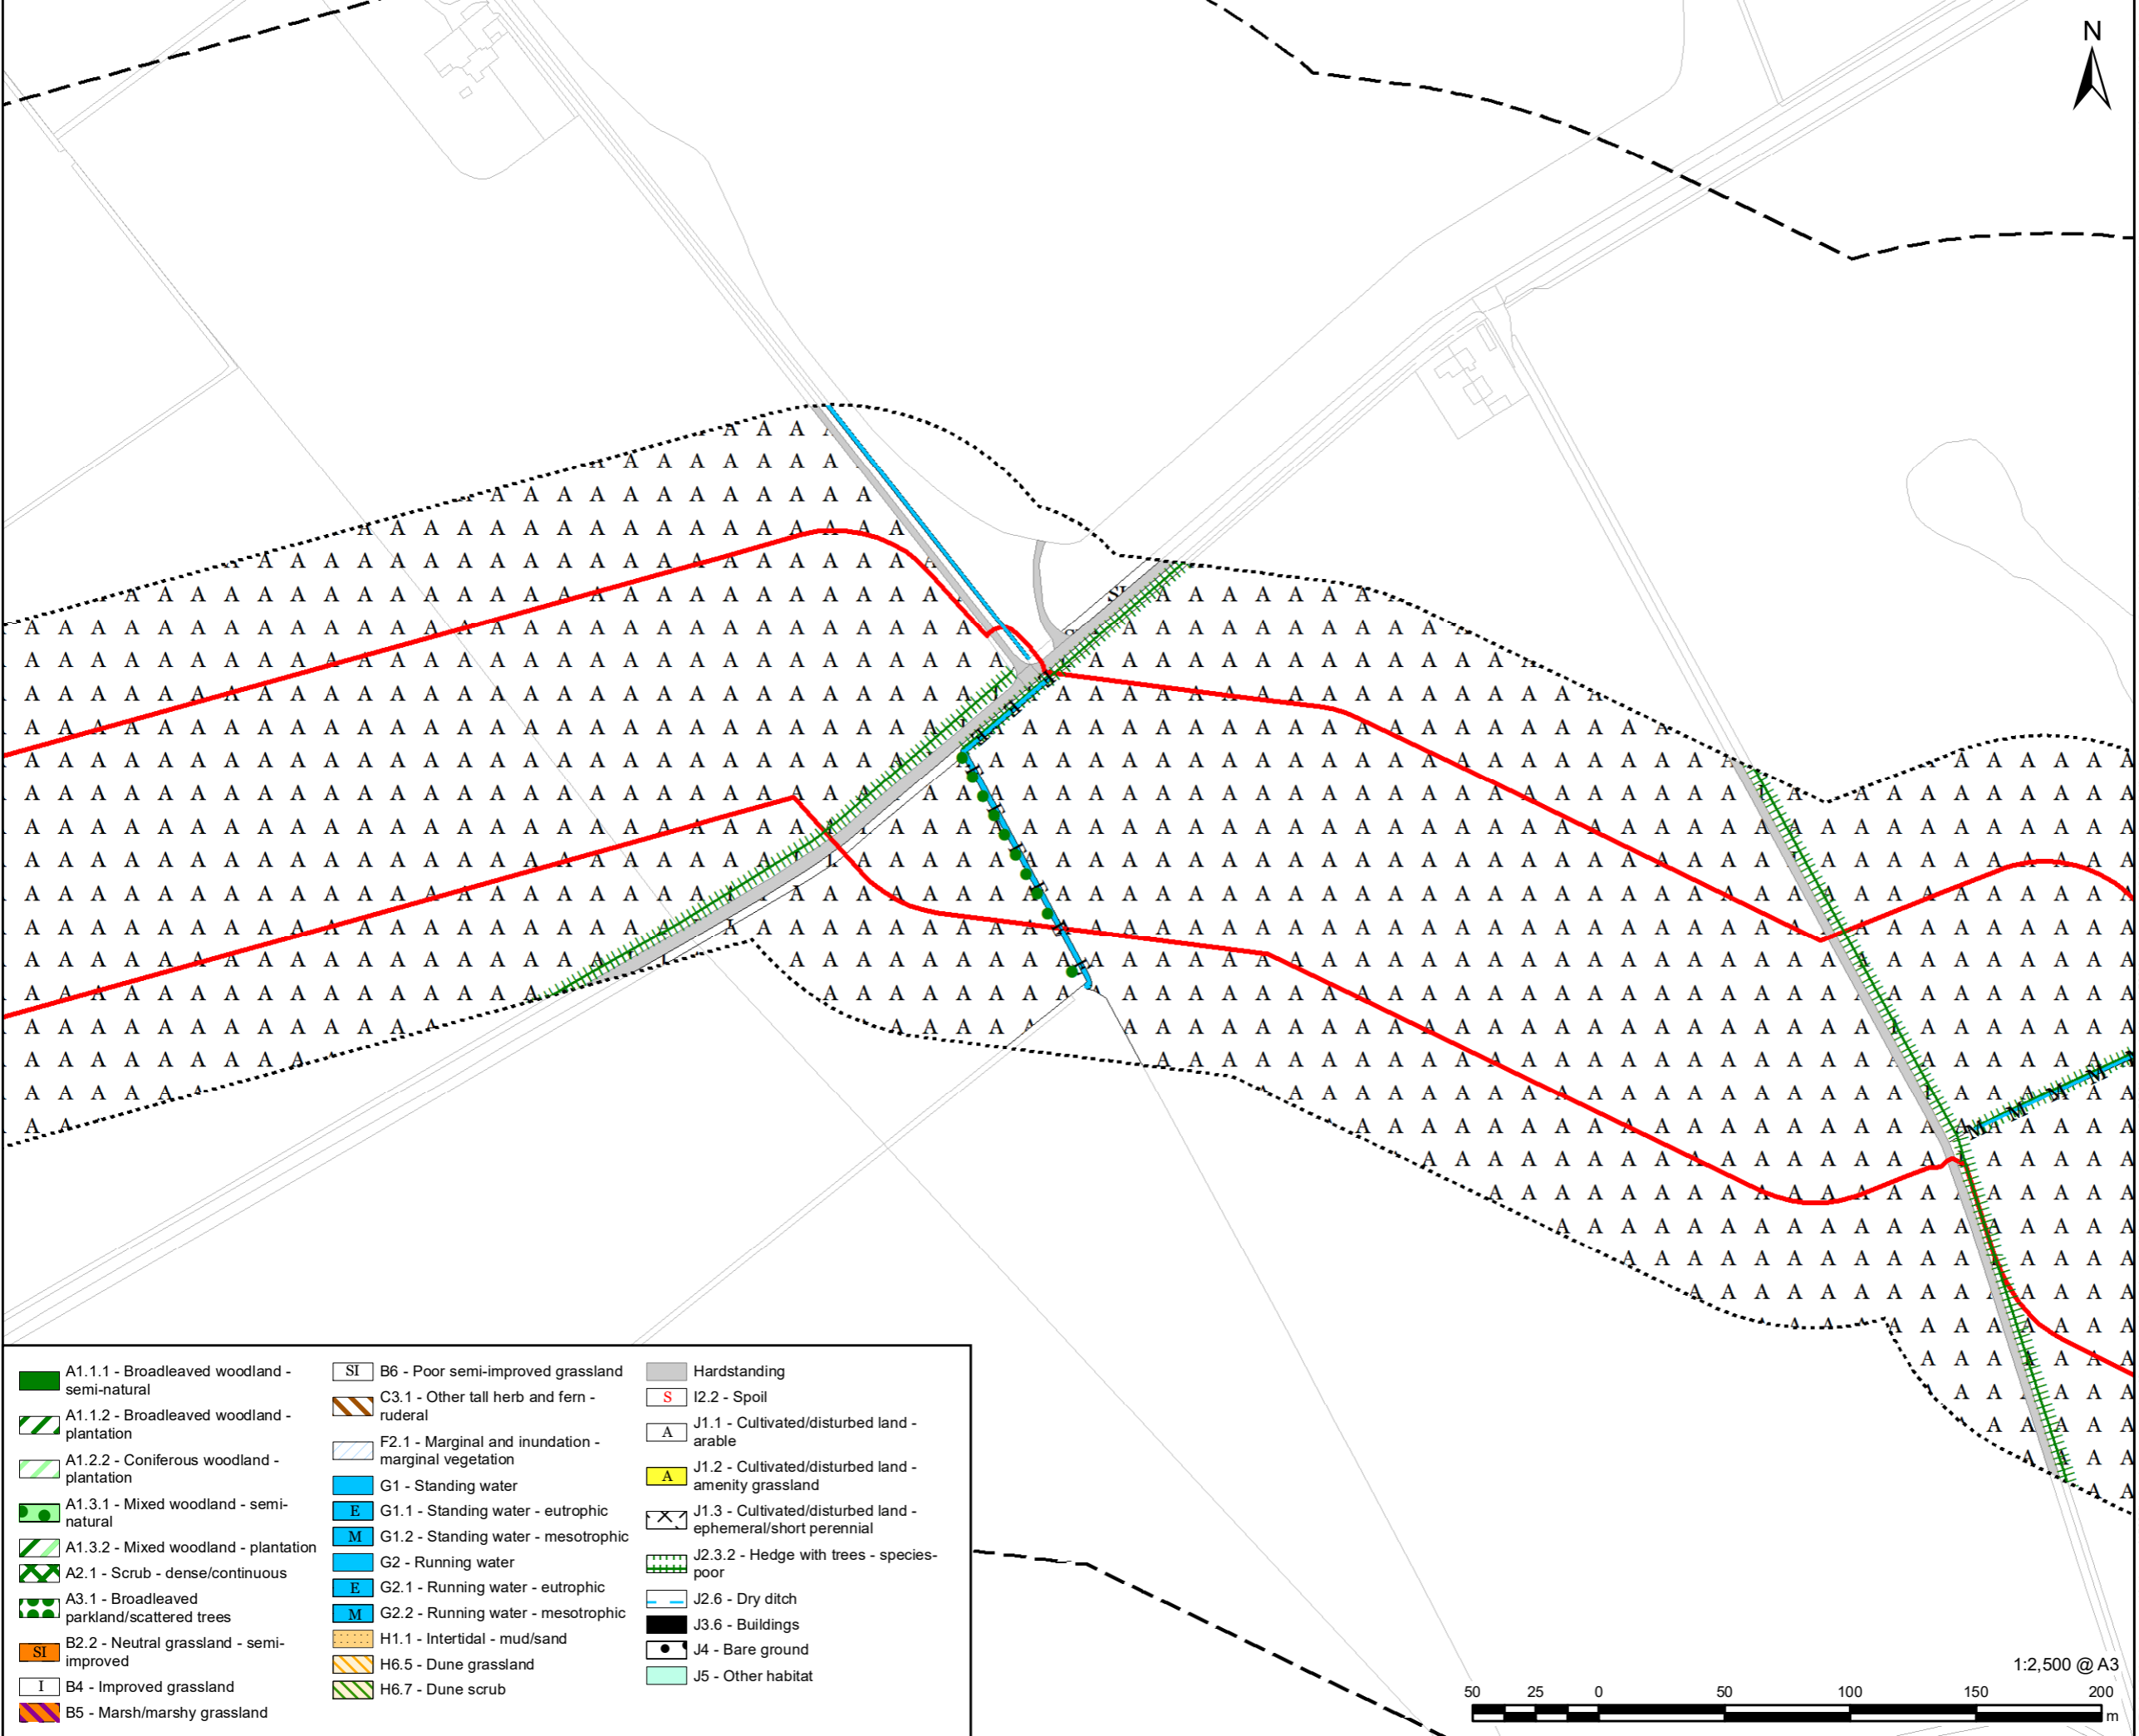 N
SI
A1.1.1 - Broadleaved woodland -
semi-natural
A1.1.2 - Broadleaved woodland -
plantation
A1.2.2 - Coniferous woodland -
plantation
A1.3.1 - Mixed woodland - semi-
natural
A1.3.2 - Mixed woodland - plantation
A2.1 - Scrub - dense/continuous
A3.1 - Broadleaved
parkland/scattered trees
SI B2.2 - Neutral grassland - semi-
improved
I B4 - Improved grassland
B5 - Marsh/marshy grassland
SI B6 - Poor semi-improved grassland
C3.1 - Other tall herb and fern -
ruderal
F2.1 - Marginal and inundation -
marginal vegetation
G1 - Standing water
E G1.1 - Standing water - eutrophic
M G1.2 - Standing water - mesotrophic
G2 - Running water
E G2.1 - Running water - eutrophic
M G2.2 - Running water - mesotrophic
H1.1 - Intertidal - mud/sand
H6.5 - Dune grassland
H6.7 - Dune scrub
Hardstanding
S I2.2 - Spoil
A J1.1 - Cultivated/disturbed land -
arable
A J1.2 - Cultivated/disturbed land -
amenity grassland
J1.3 - Cultivated/disturbed land -
ephemeral/short perennial
J2.3.2 - Hedge with trees - species-
poor
J2.6 - Dry ditch
J3.6 - Buildings
J4 - Bare ground
J5 - Other habitat
1:2,500 @ A3
50 25 0 50 100 150 200
m